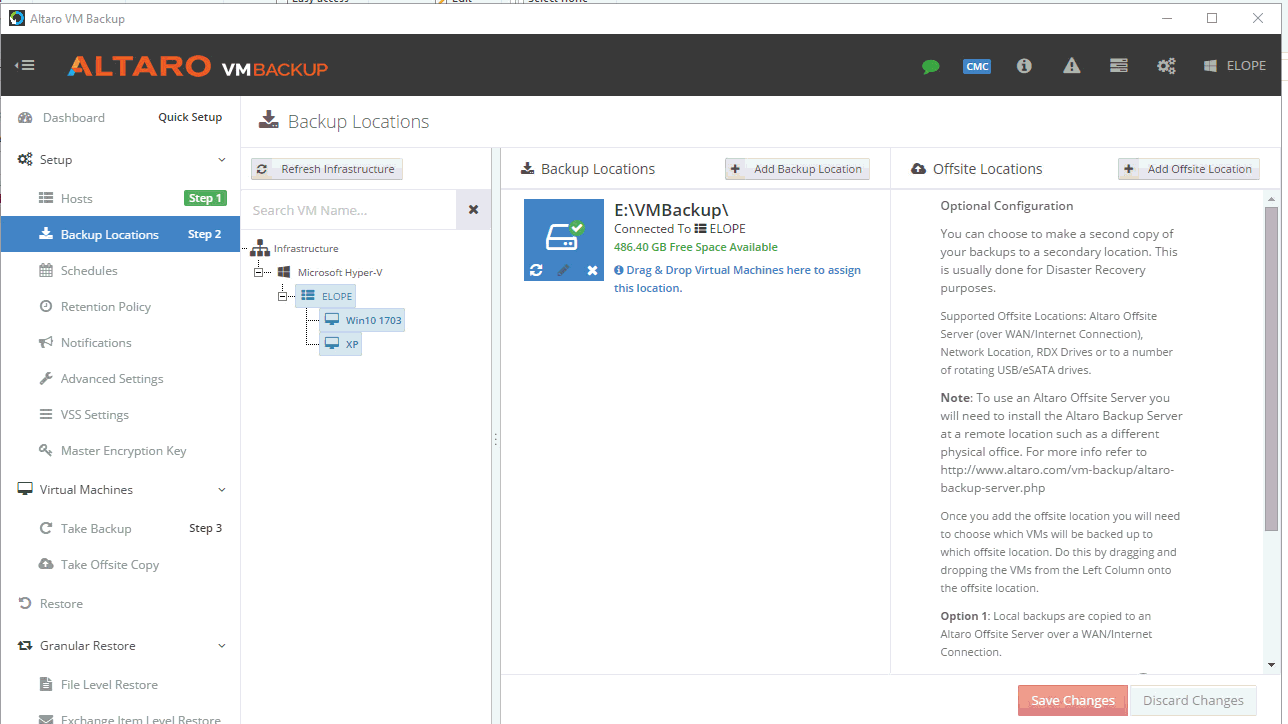 Easy access
Edit
Select none
Altaro VM Backup
ALTARO VMBACKUP
CMC
ELOPE
Dashboard
Quick Setup
Setup
Hosts
Step 1
Backup Locations
Step 2
Schedules
Retention Policy
Notifications
Advanced Settings
VSS Settings
Master Encryption Key
Virtual Machines
Take Backup
Step 3
Take Offsite Copy
Restore
Granular Restore
File Level Restore
Exchange Item Level Restore
Backup Locations
Refresh Infrastructure
Search VM Name...
Infrastructure
Microsoft Hyper-V
ELOPE
Win10 1703
XP
Backup Locations
Add Backup Location
E:\VMBackup\
Connected To ELOPE
486.40 GB Free Space Available
Drag & Drop Virtual Machines here to assign
this location.
Offsite Locations
Add Offsite Location
Optional Configuration
You can choose to make a second copy of
your backups to a secondary location. This
is usually done for Disaster Recovery
purposes.
Supported Offsite Locations: Altaro Offsite
Server (over WAN/Internet Connection),
Network Location, RDX Drives or to a number
of rotating USB/eSATA drives.
Note: To use an Altaro Offsite Server you
will need to install the Altaro Backup Server
at a remote location such as a different
physical office. For more info refer to
http://www.altaro.com/vm-backup/altaro-
backup-server.php
Once you add the offsite location you will need
to choose which VMs will be backed up to
which offsite location. Do this by dragging and
dropping the VMs from the Left Column onto
the offsite location.
Option 1: Local backups are copied to an
Altaro Offsite Server over a WAN/Internet
Connection.
Save Changes
Discard Changes